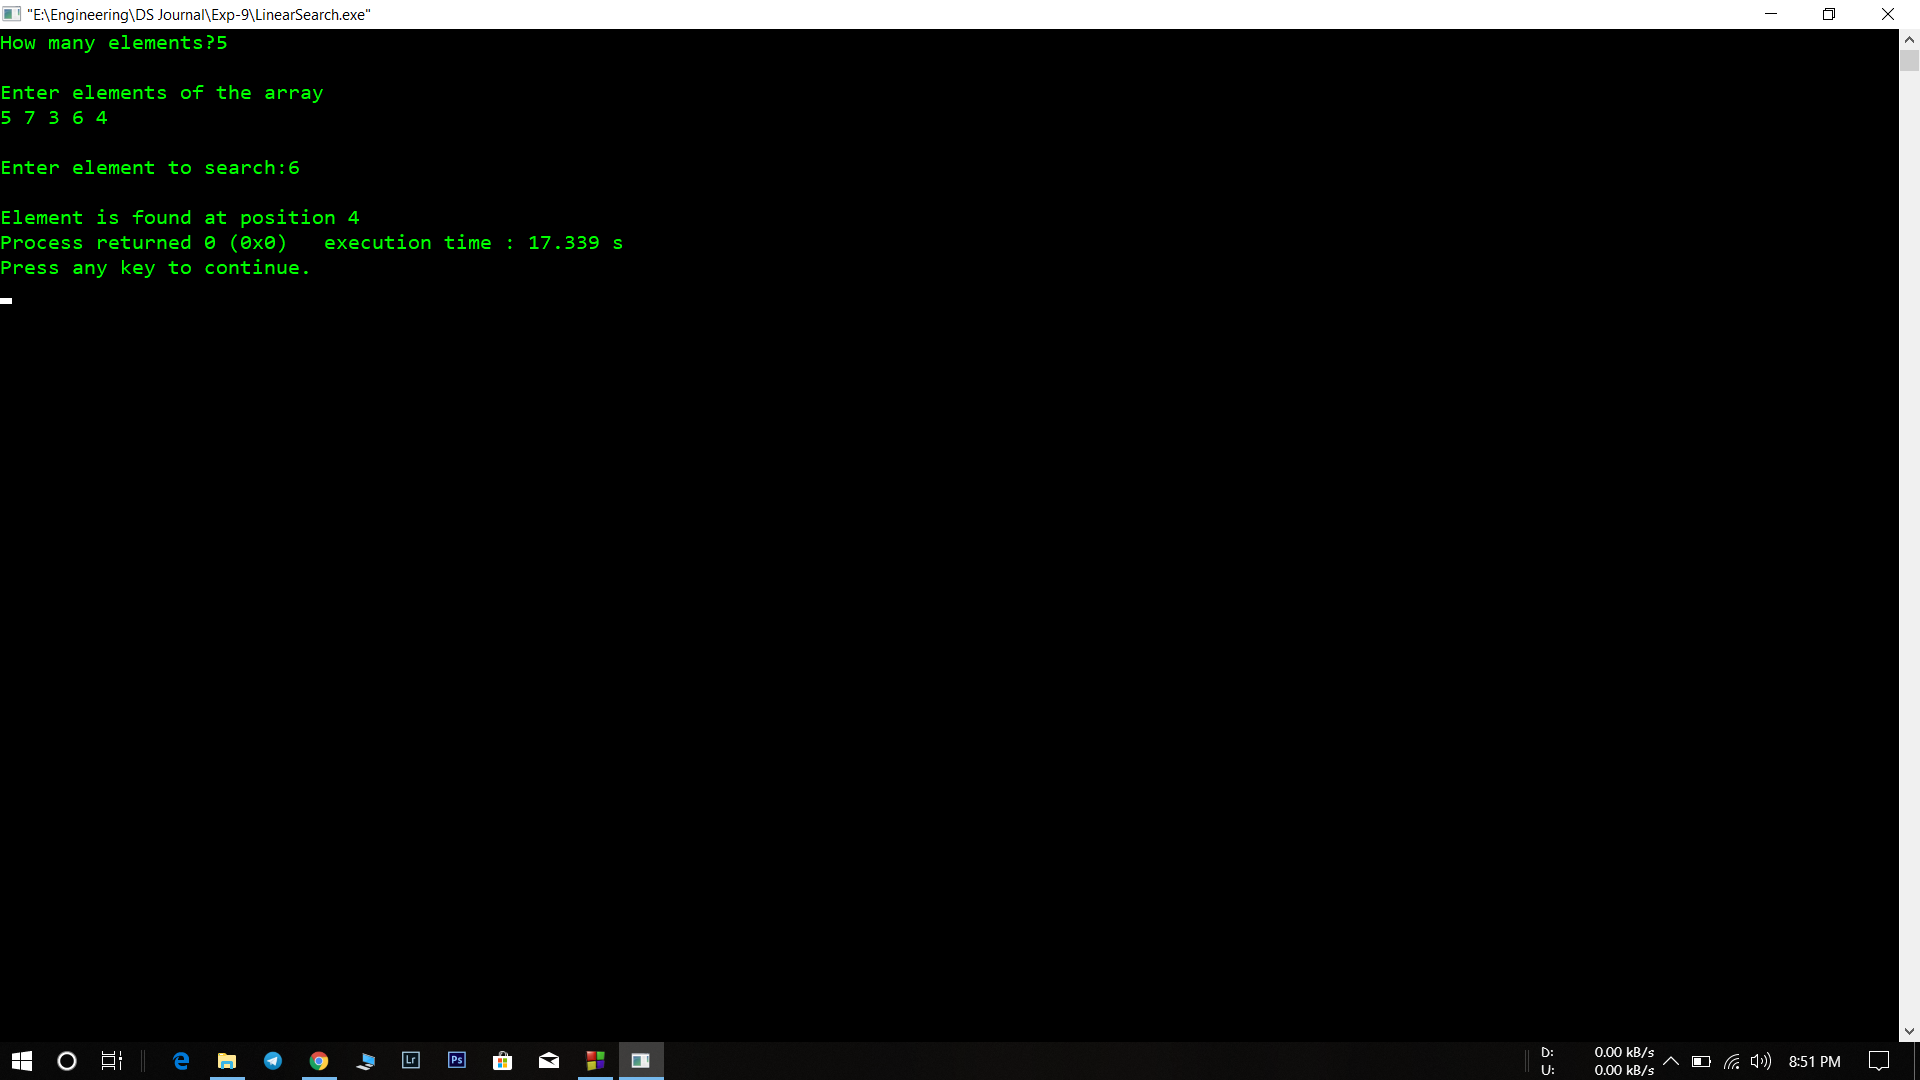 "E:\Engineering\DS Journal\Exp-9\LinearSearch.exe"
How many elements?5
Enter elements of the array
5 7 3 6 4
Enter element to search:6
Element is found at position 4
Process returned 0 (0x0)   execution time : 17.339 s
Press any key to continue.
Lr
Ps
D: 0.00 kB/s
U: 0.00 kB/s
8:51 PM